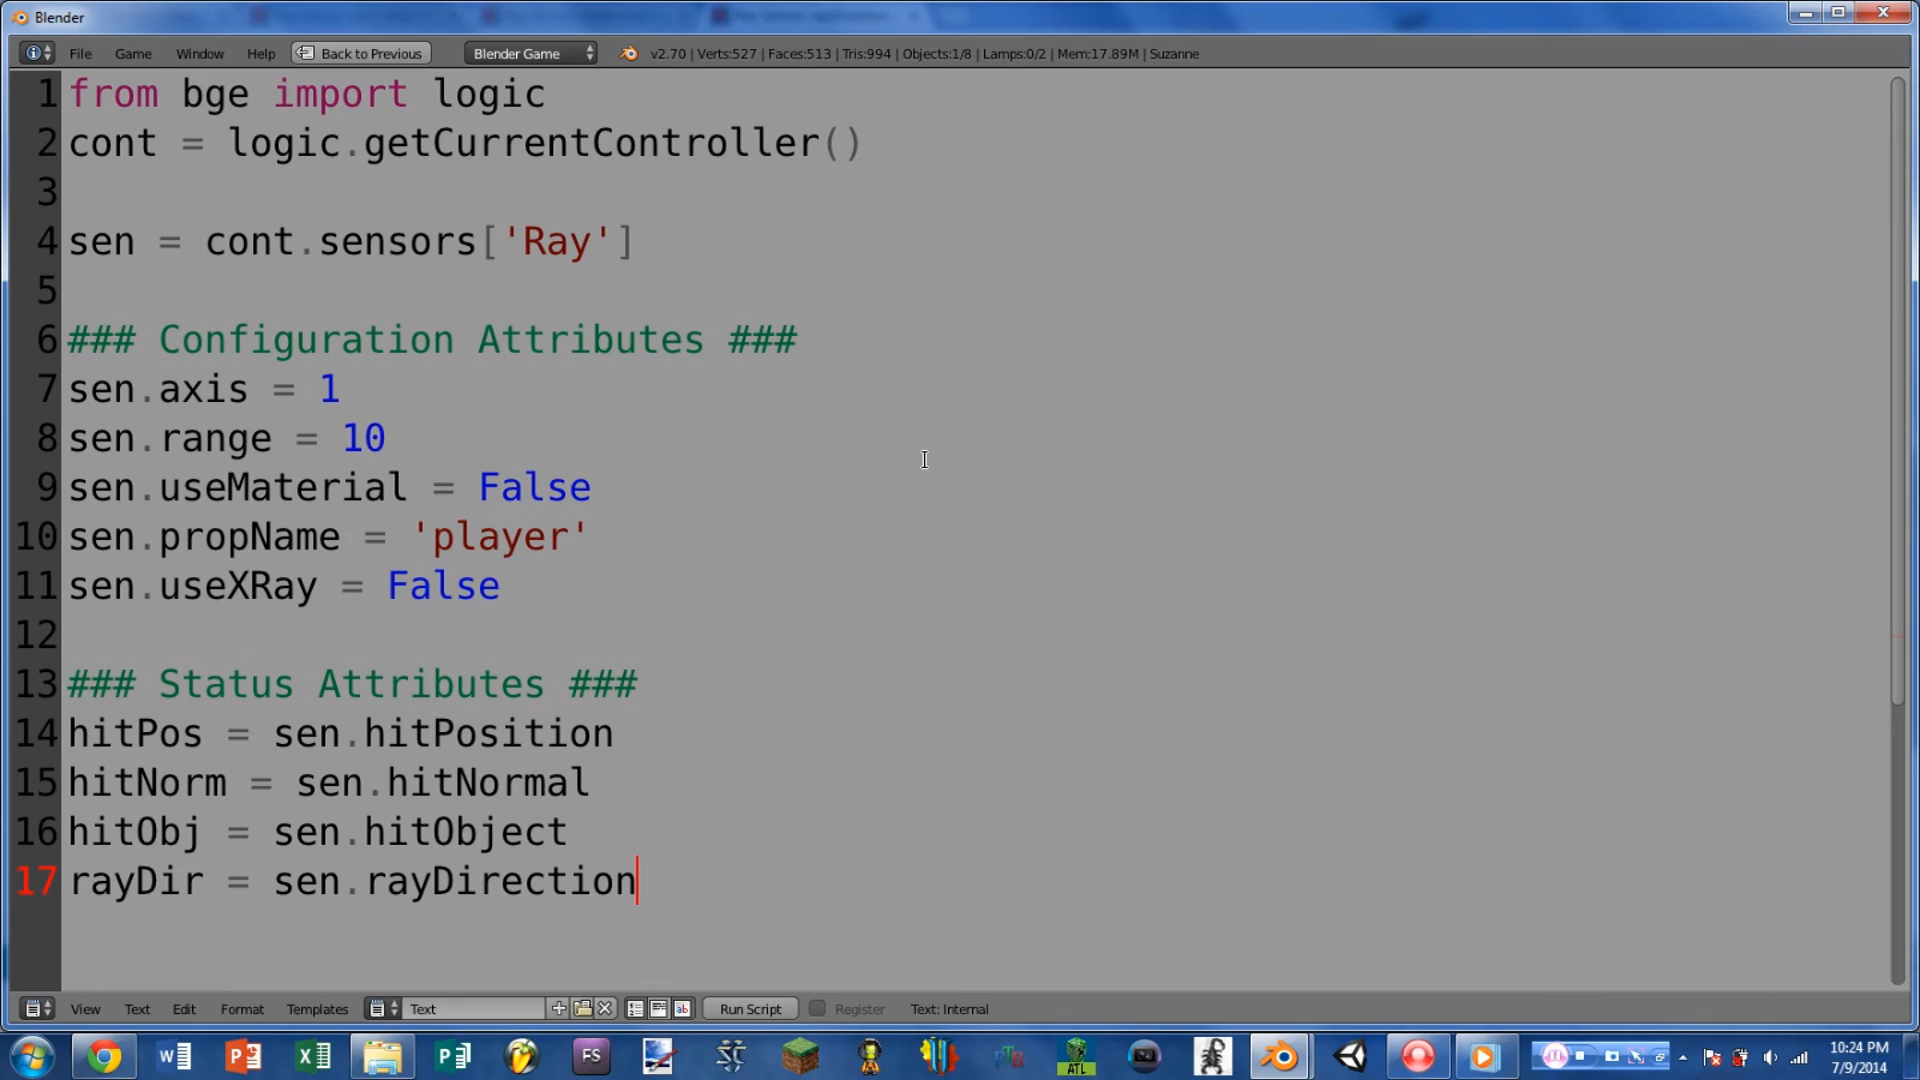 Blender
File Game Window Help Back to Previous Blender Game v2.70 | Verts:527 | Faces:513 | Tris:994 | Objects:1/8 | Lamps:0/2 | Mem:17.89M | Suzanne
1 from bge import logic
2 cont = logic.getCurrentController()
3
4 sen = cont.sensors['Ray']
5
6 ### Configuration Attributes ###
7 sen.axis = 1
8 sen.range = 10
9 sen.useMaterial = False
10 sen.propName = 'player'
11 sen.useXRay = False
12
13 ### Status Attributes ###
14 hitPos = sen.hitPosition
15 hitNorm = sen.hitNormal
16 hitObj = sen.hitObject
17 rayDir = sen.rayDirection
View Text Edit Format Templates Text Run Script Register Text: Internal
FS ATL
10:24 PM
7/9/2014